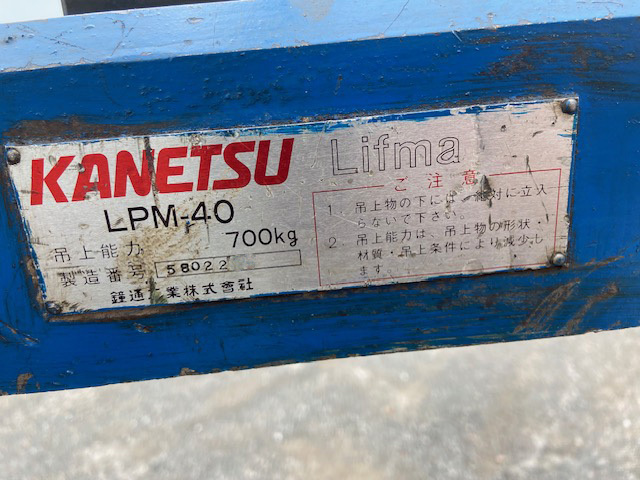 KANETSU Lifma
LPM-40
吊上能力 700kg
製造番号 58022
鐘通 業株式會社
ご注意
1. 吊上物の下には 対に立入
らないで下さい。
2. 吊上能力は、吊上物の形状・
材質・吊上条件により減少し
ます